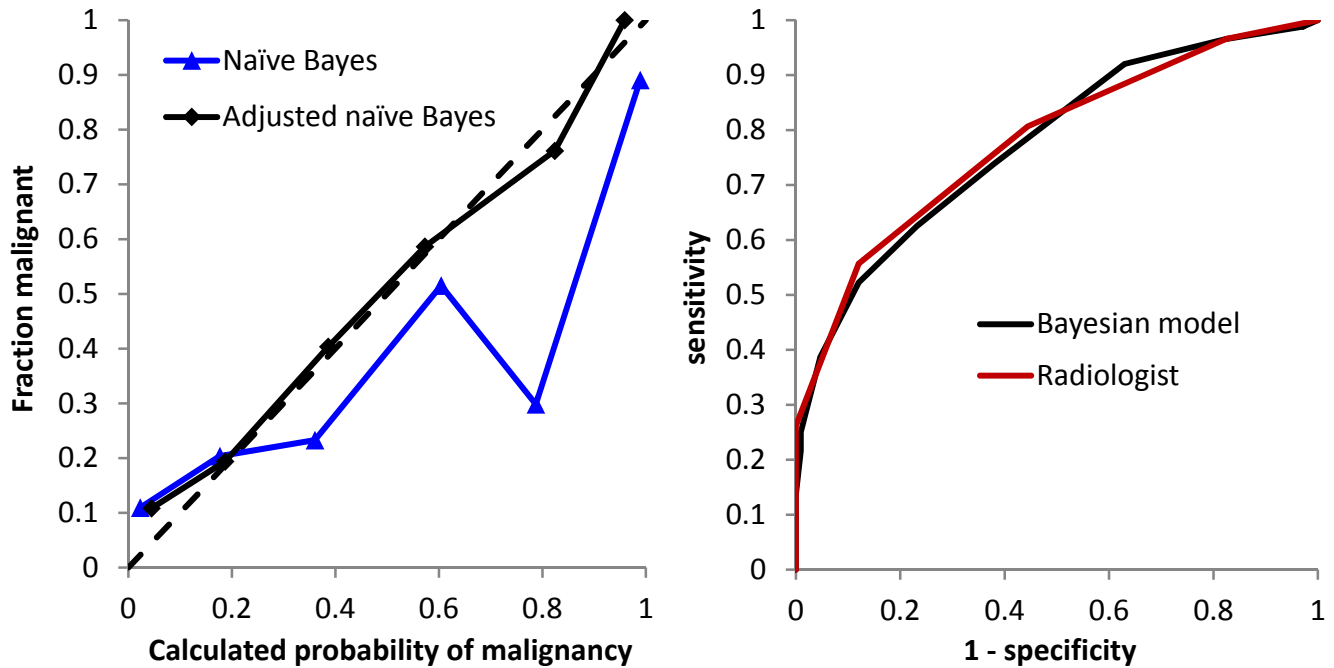 Fraction malignant
1
0.9
0.8
0.7
0.6
0.5
0.4
0.3
0.2
0.1
0
Naïve Bayes
Adjusted naïve Bayes
0 0.2 0.4 0.6 0.8 1
Calculated probability of malignancy
sensitivity
1
0.9
0.8
0.7
0.6
0.5
0.4
0.3
0.2
0.1
0
Bayesian model
Radiologist
0 0.2 0.4 0.6 0.8 1
1 - specificity